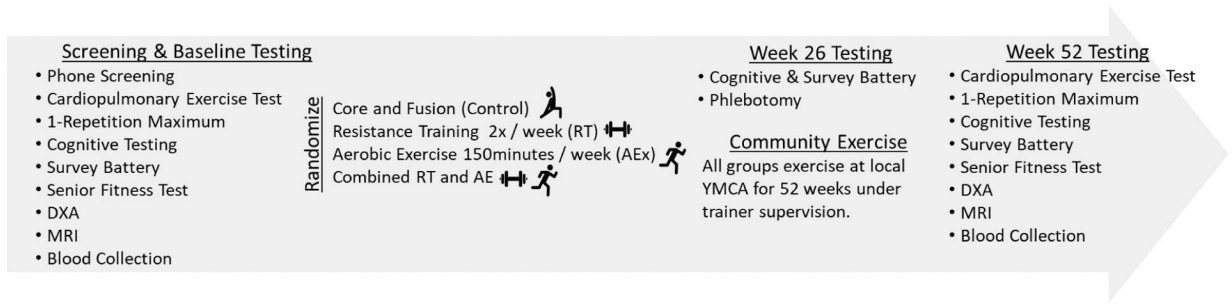 Screening & Baseline Testing
• Phone Screening
• Cardiopulmonary Exercise Test
• 1-Repetition Maximum
• Cognitive Testing
• Survey Battery
• Senior Fitness Test
• DXA
• MRI
• Blood Collection
Randomize
Core and Fusion (Control)
Resistance Training 2x / week (RT)
Aerobic Exercise 150minutes / week (AEx)
Combined RT and AE
Week 26 Testing
• Cognitive & Survey Battery
• Phlebotomy
Community Exercise
All groups exercise at local
YMCA for 52 weeks under
trainer supervision.
Week 52 Testing
• Cardiopulmonary Exercise Test
• 1-Repetition Maximum
• Cognitive Testing
• Survey Battery
• Senior Fitness Test
• DXA
• MRI
• Blood Collection